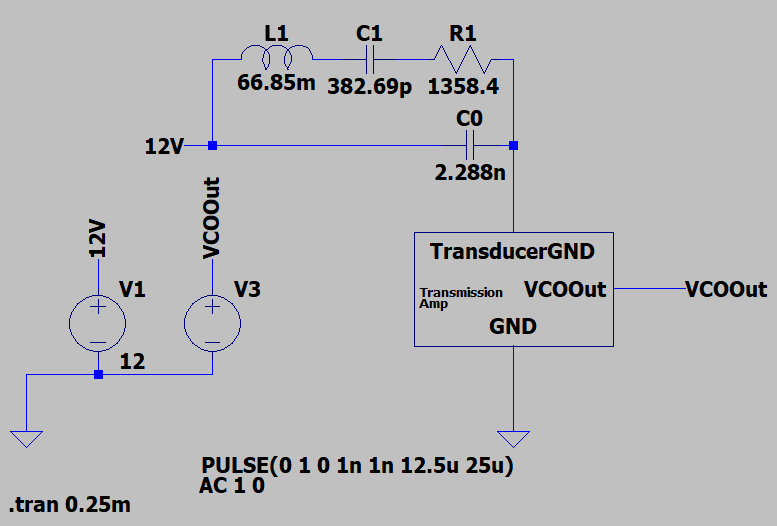 L1
C1
R1
66.85m
382.69p
1358.4
C0
12V
2.288n
12V
VCOOut
TransducerGND
V1
V3
Transmission
Amp
VCOOut
VCOOut
GND
12
PULSE(0 1 0 1n 1n 12.5u 25u)
AC 1 0
.tran 0.25m